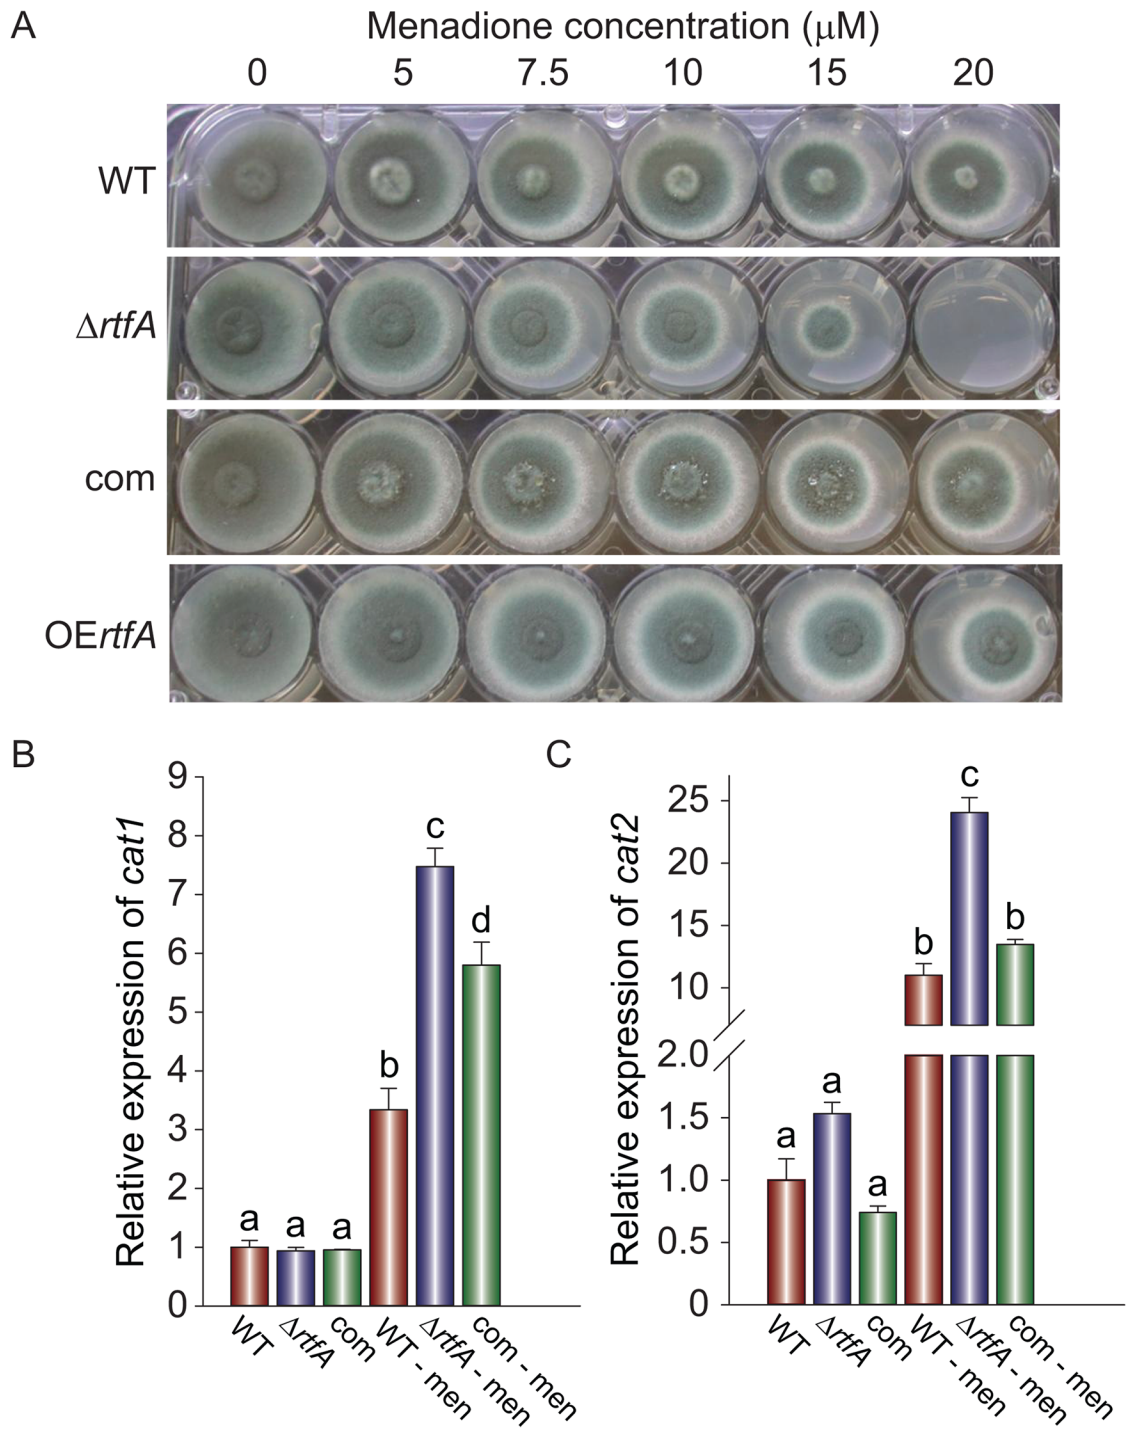 A
Menadione concentration (μM)
0 5 7.5 10 15 20
WT
ΔrtfA
com
OErtfA
B
Relative expression of cat1
9
8
7
6
5
4
3
2
1
0
a
a
a
b
c
d
WT
ΔrtfA
com
WT - men
ΔrtfA - men
com - men
C
Relative expression of cat2
25
20
15
10
2.0
1.5
1.0
0.5
0
a
a
a
b
c
b
WT
ΔrtfA
com
WT - men
ΔrtfA - men
com - men